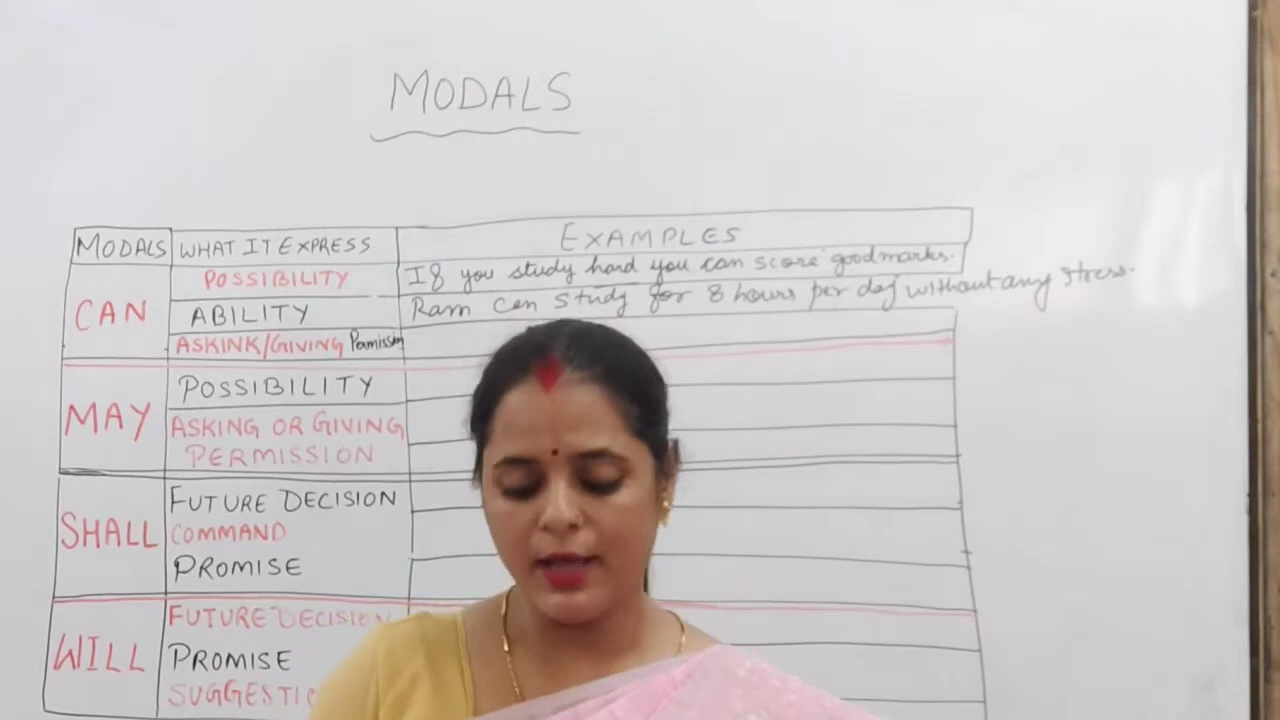 MODALS
MODALS WHAT IT EXPRESS EXAMPLES
CAN
POSSIBILITY If you study hard you can score good marks.
ABILITY Ram can study for 8 hours per day without any stress.
ASKINK/GIVING Permission
MAY
POSSIBILITY
ASKING OR GIVING
PERMISSION
SHALL
FUTURE DECISION
COMMAND
PROMISE
WILL
FUTURE DECISION
PROMISE
SUGGESTIO